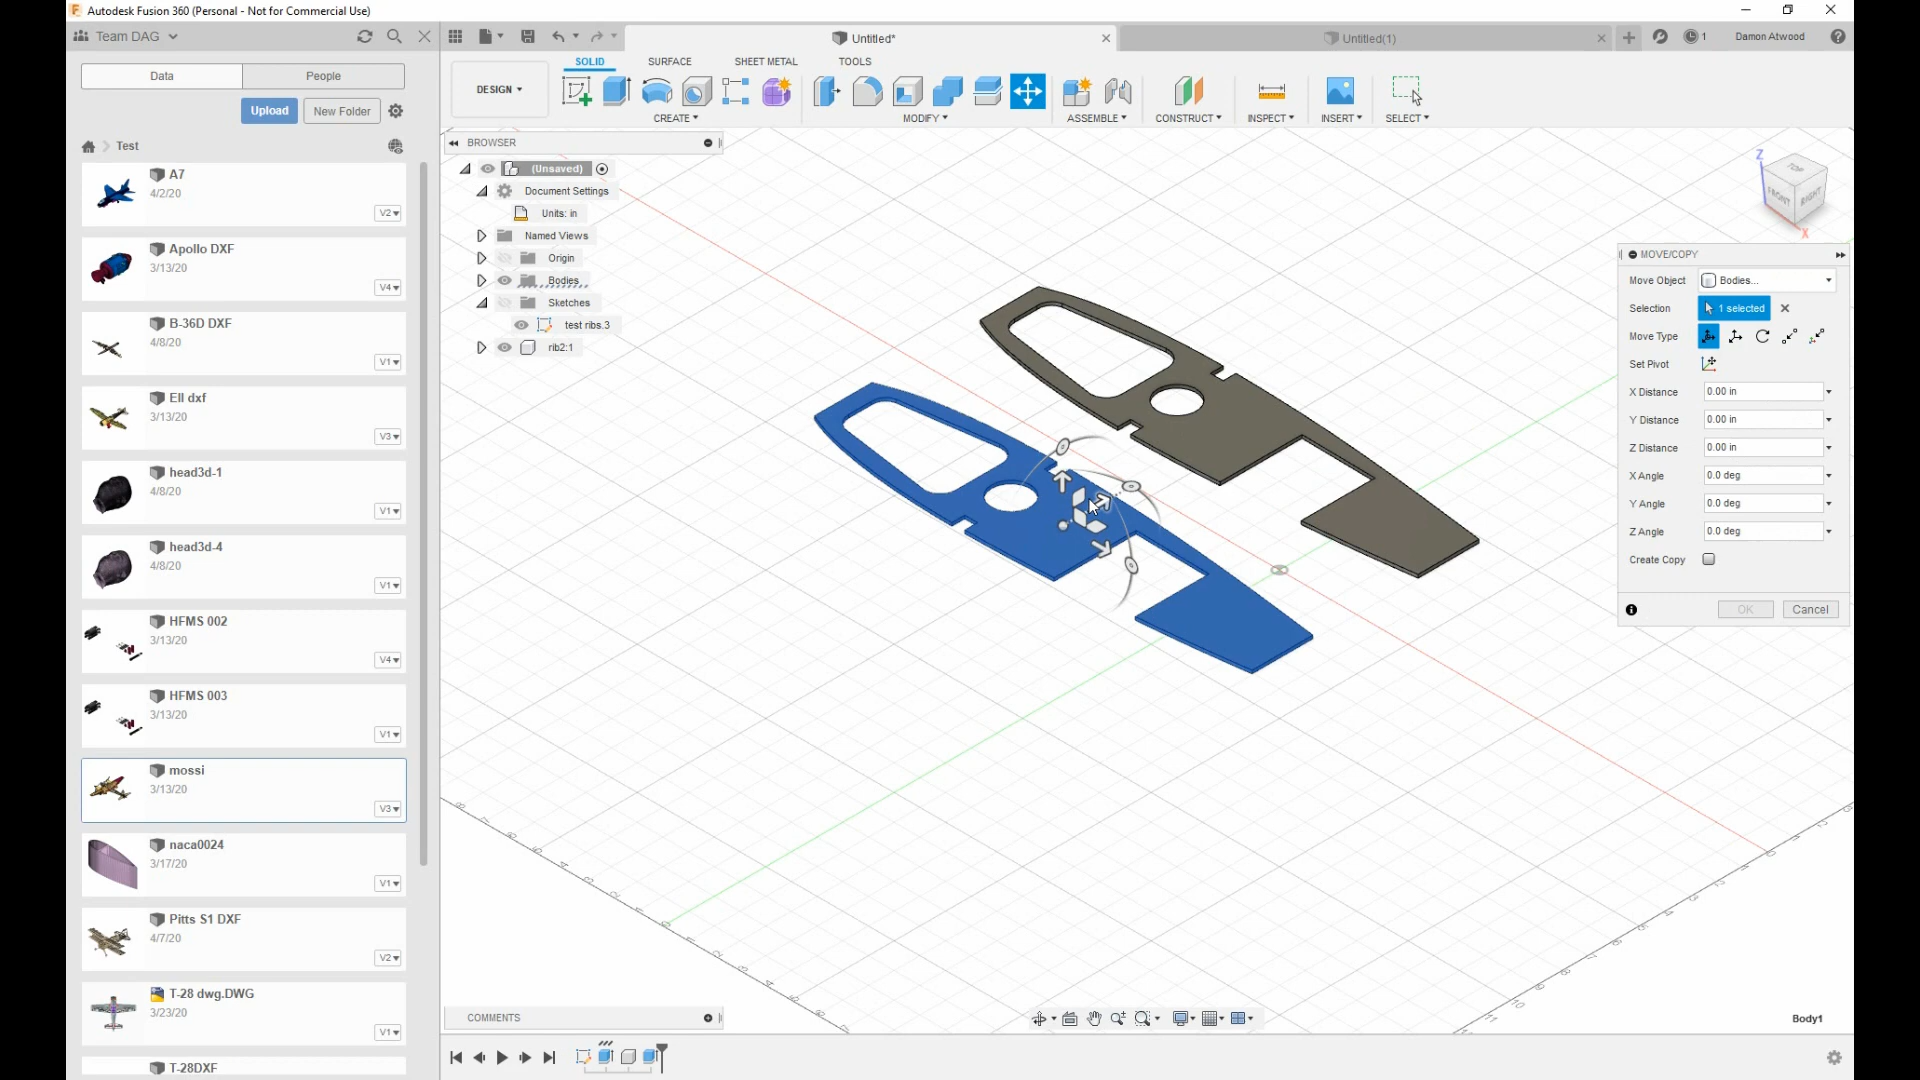 Autodesk Fusion 360 (Personal - Not for Commercial Use)
Team DAG
Untitled*
Untitled(1)
1
Damon Atwood
Data
People
Upload
New Folder
Test
A7
4/2/20
V2
Apollo DXF
3/13/20
V4
B-36D DXF
4/8/20
V1
Ell dxf
3/13/20
V3
head3d-1
4/8/20
V1
head3d-4
4/8/20
V1
HFMS 002
3/13/20
V4
HFMS 003
3/13/20
V1
mossi
3/13/20
V3
naca0024
3/17/20
V1
Pitts S1 DXF
4/7/20
V2
T-28 dwg.DWG
3/23/20
V1
T-28DXF
DESIGN
SOLID
SURFACE
SHEET METAL
TOOLS
CREATE
MODIFY
ASSEMBLE
CONSTRUCT
INSPECT
INSERT
SELECT
BROWSER
(Unsaved)
Document Settings
Units: in
Named Views
Origin
Bodies
Sketches
test ribs.3
rib2:1
Z
TOP
FRONT
RIGHT
X
MOVE/COPY
Move Object
Bodies...
Selection
1 selected
Move Type
Set Pivot
X Distance
0.00 in
Y Distance
0.00 in
Z Distance
0.00 in
X Angle
0.0 deg
Y Angle
0.0 deg
Z Angle
0.0 deg
Create Copy
OK
Cancel
COMMENTS
Body1